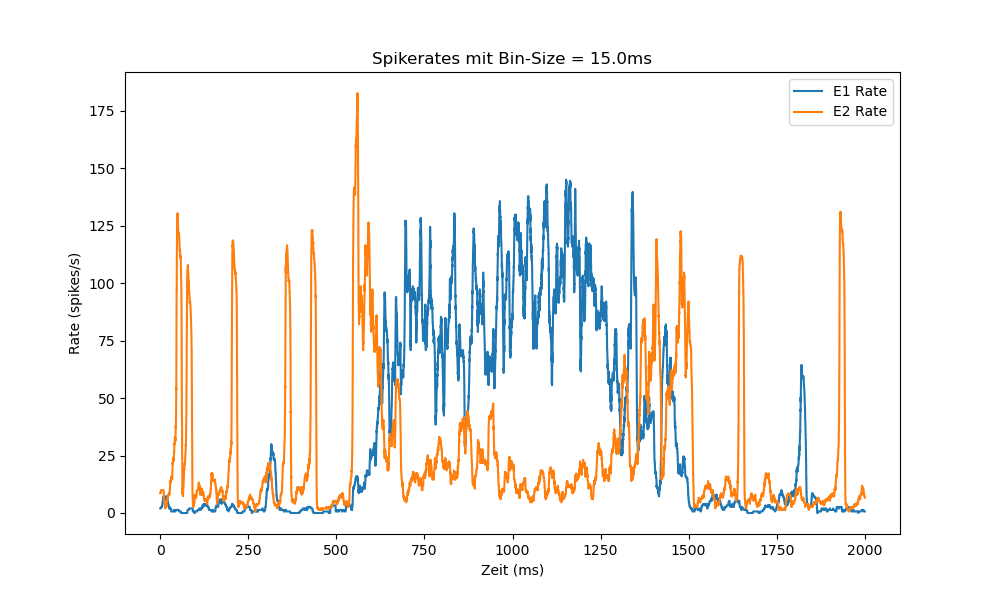 Spikerates mit Bin-Size = 15.0ms
E1 Rate
E2 Rate
Rate (spikes/s)
175
150
125
100
75
50
25
0
0 250 500 750 1000 1250 1500 1750 2000
Zeit (ms)